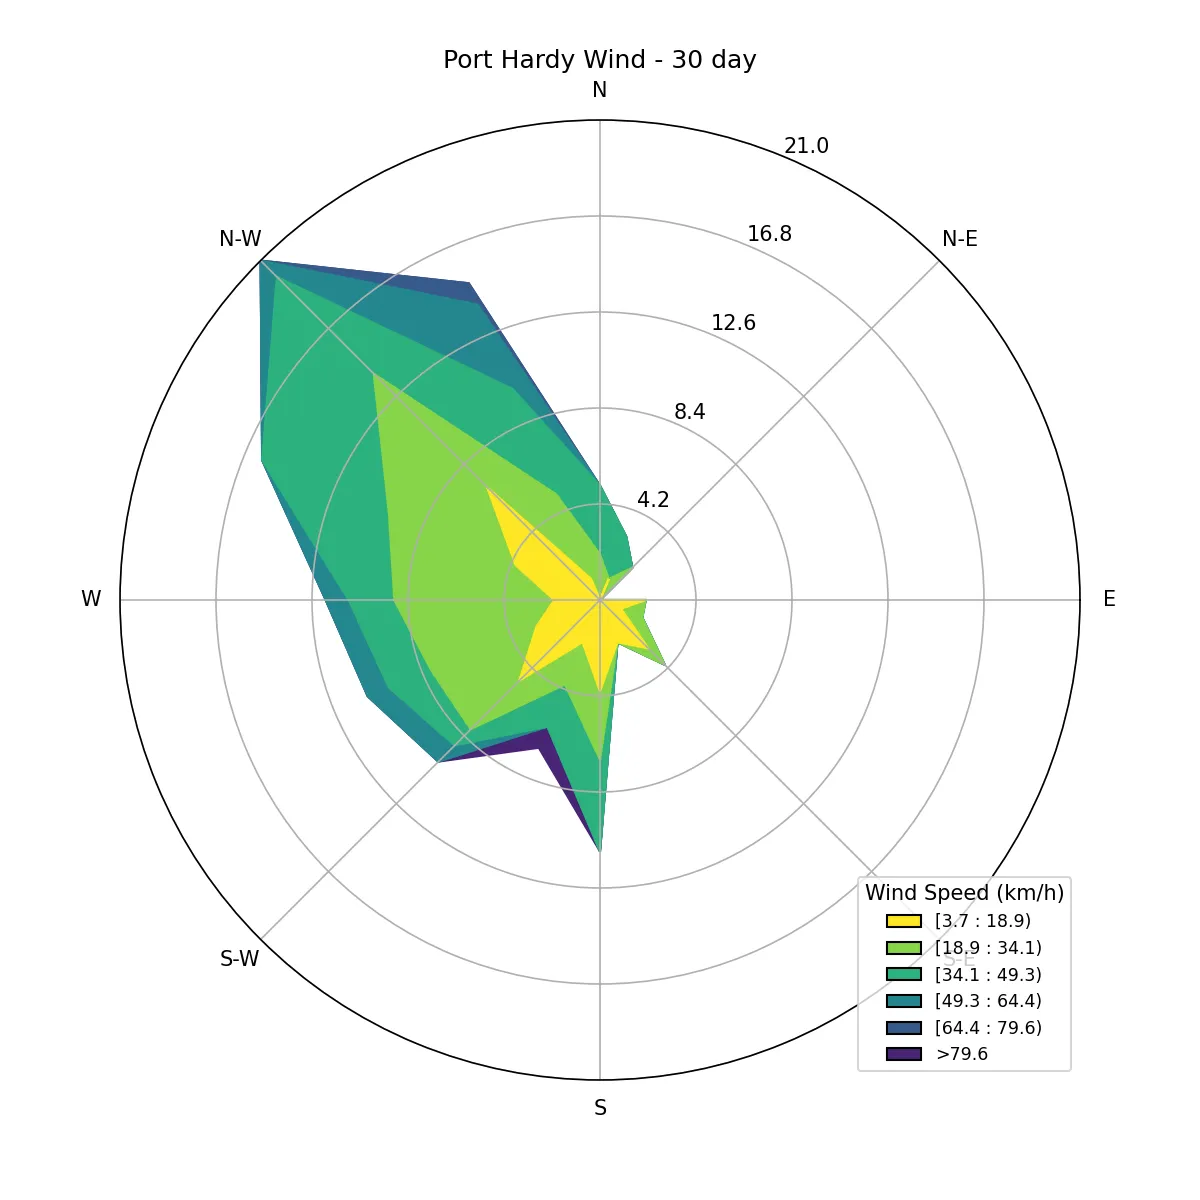 Port Hardy Wind - 30 day
N
21.0
16.8
N-W
N-E
12.6
8.4
4.2
W
E
Wind Speed (km/h)
[3.7 : 18.9)
[18.9 : 34.1)
S-W
S-E
[34.1 : 49.3)
[49.3 : 64.4)
[64.4 : 79.6)
>79.6
S